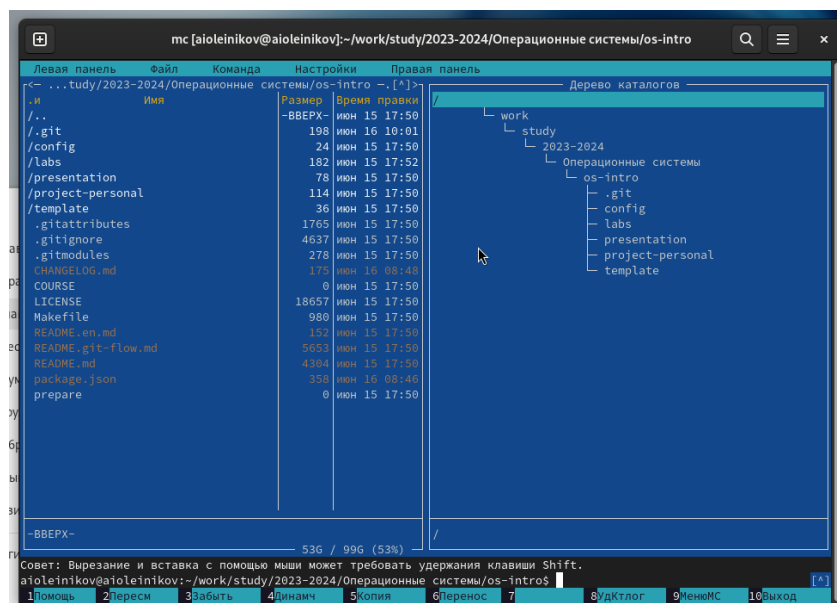 mc [aioleinikov@aioleinikov]:~/work/study/2023-2024/Операционные системы/os-intro
Левая панель Файл Команда Настройки Правая панель
<— ...tudy/2023-2024/Операционные системы/os-intro —.[^]>
.и Имя Размер Время правки
/.. -ВВЕРХ- июн 15 17:50
/.git 198 июн 16 10:01
/config 24 июн 15 17:50
/labs 182 июн 15 17:52
/presentation 78 июн 15 17:50
/project-personal 114 июн 15 17:50
/template 36 июн 15 17:50
.gitattributes 1765 июн 15 17:50
.gitignore 4637 июн 15 17:50
.gitmodules 278 июн 15 17:50
CHANGELOG.md 175 июн 16 08:48
COURSE 0 июн 15 17:50
LICENSE 18657 июн 15 17:50
Makefile 980 июн 15 17:50
README.en.md 152 июн 15 17:50
README.git-flow.md 5653 июн 15 17:50
README.md 4304 июн 15 17:50
package.json 358 июн 16 08:46
prepare 0 июн 15 17:50
-ВВЕРХ-
53G / 99G (53%)
Дерево каталогов
/
work
study
2023-2024
Операционные системы
os-intro
.git
config
labs
presentation
project-personal
template
/
Совет: Вырезание и вставка с помощью мыши может требовать удержания клавиши Shift.
aioleinikov@aioleinikov:~/work/study/2023-2024/Операционные системы/os-intro$ [^]
1Помощь 2Пересм 3Забыть 4Динамч 5Копия 6Перенос 7 8УдКтлог 9МенюMC 10Выход